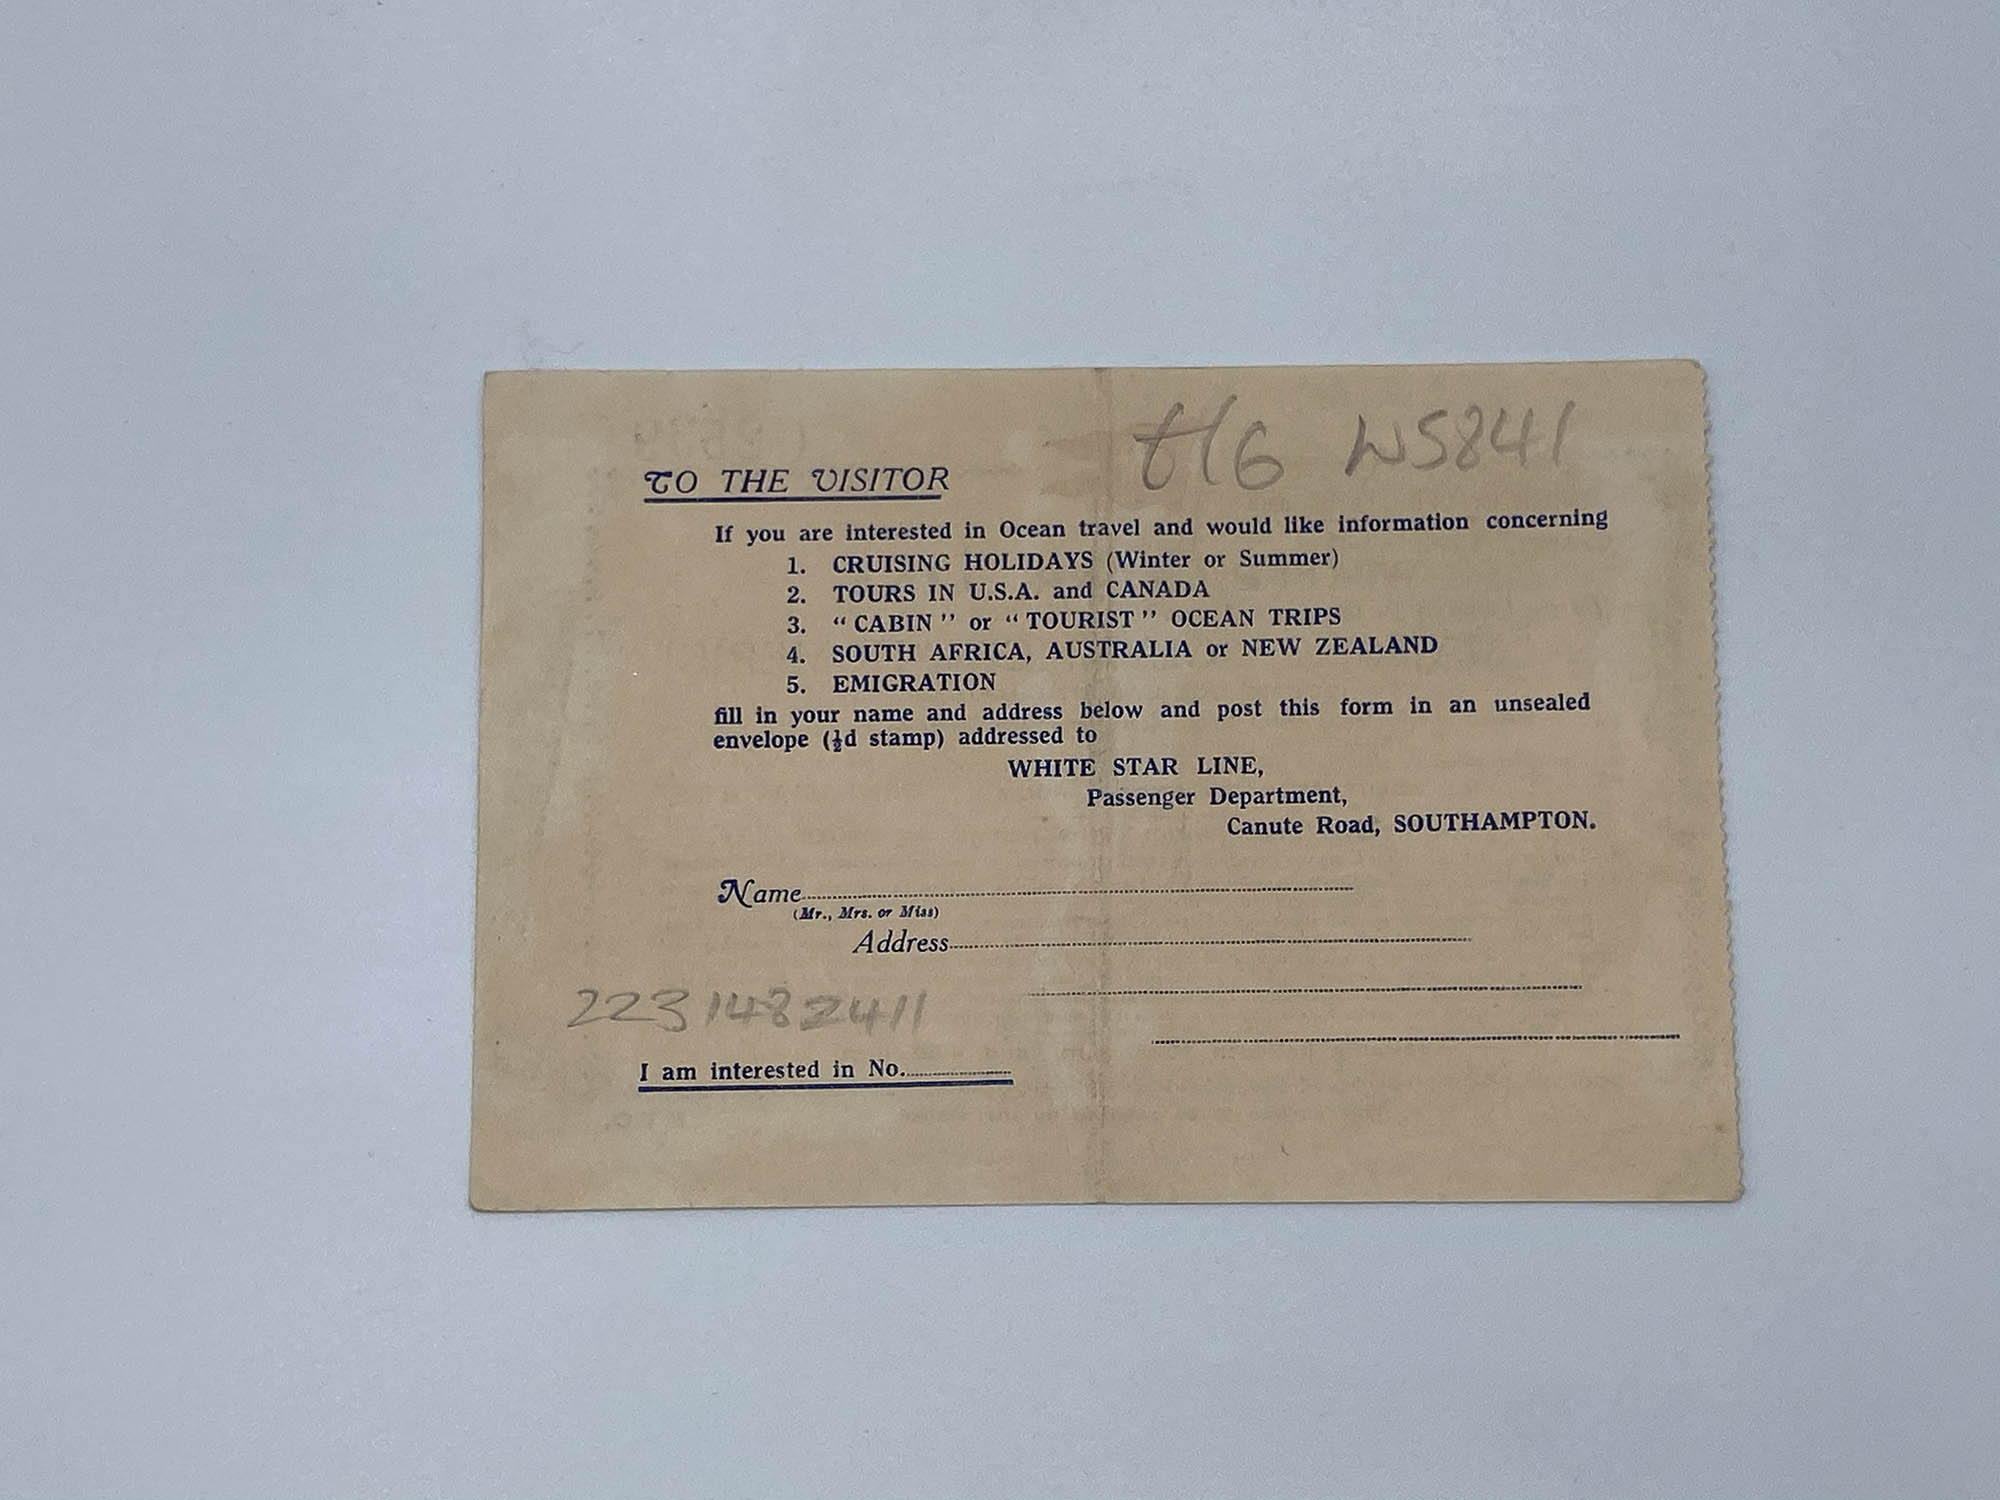 WS841
TO THE VISITOR
If you are interested in Ocean travel and would like information concerning
1. CRUISING HOLIDAYS (Winter or Summer)
2. TOURS IN U.S.A. and CANADA
3. “ CABIN ” or “ TOURIST ” OCEAN TRIPS
4. SOUTH AFRICA, AUSTRALIA or NEW ZEALAND
5. EMIGRATION
fill in your name and address below and post this form in an unsealed
envelope (½d stamp) addressed to
WHITE STAR LINE,
Passenger Department,
Canute Road, SOUTHAMPTON.
Name
(Mr., Mrs. or Miss)
Address
2231482411
I am interested in No.